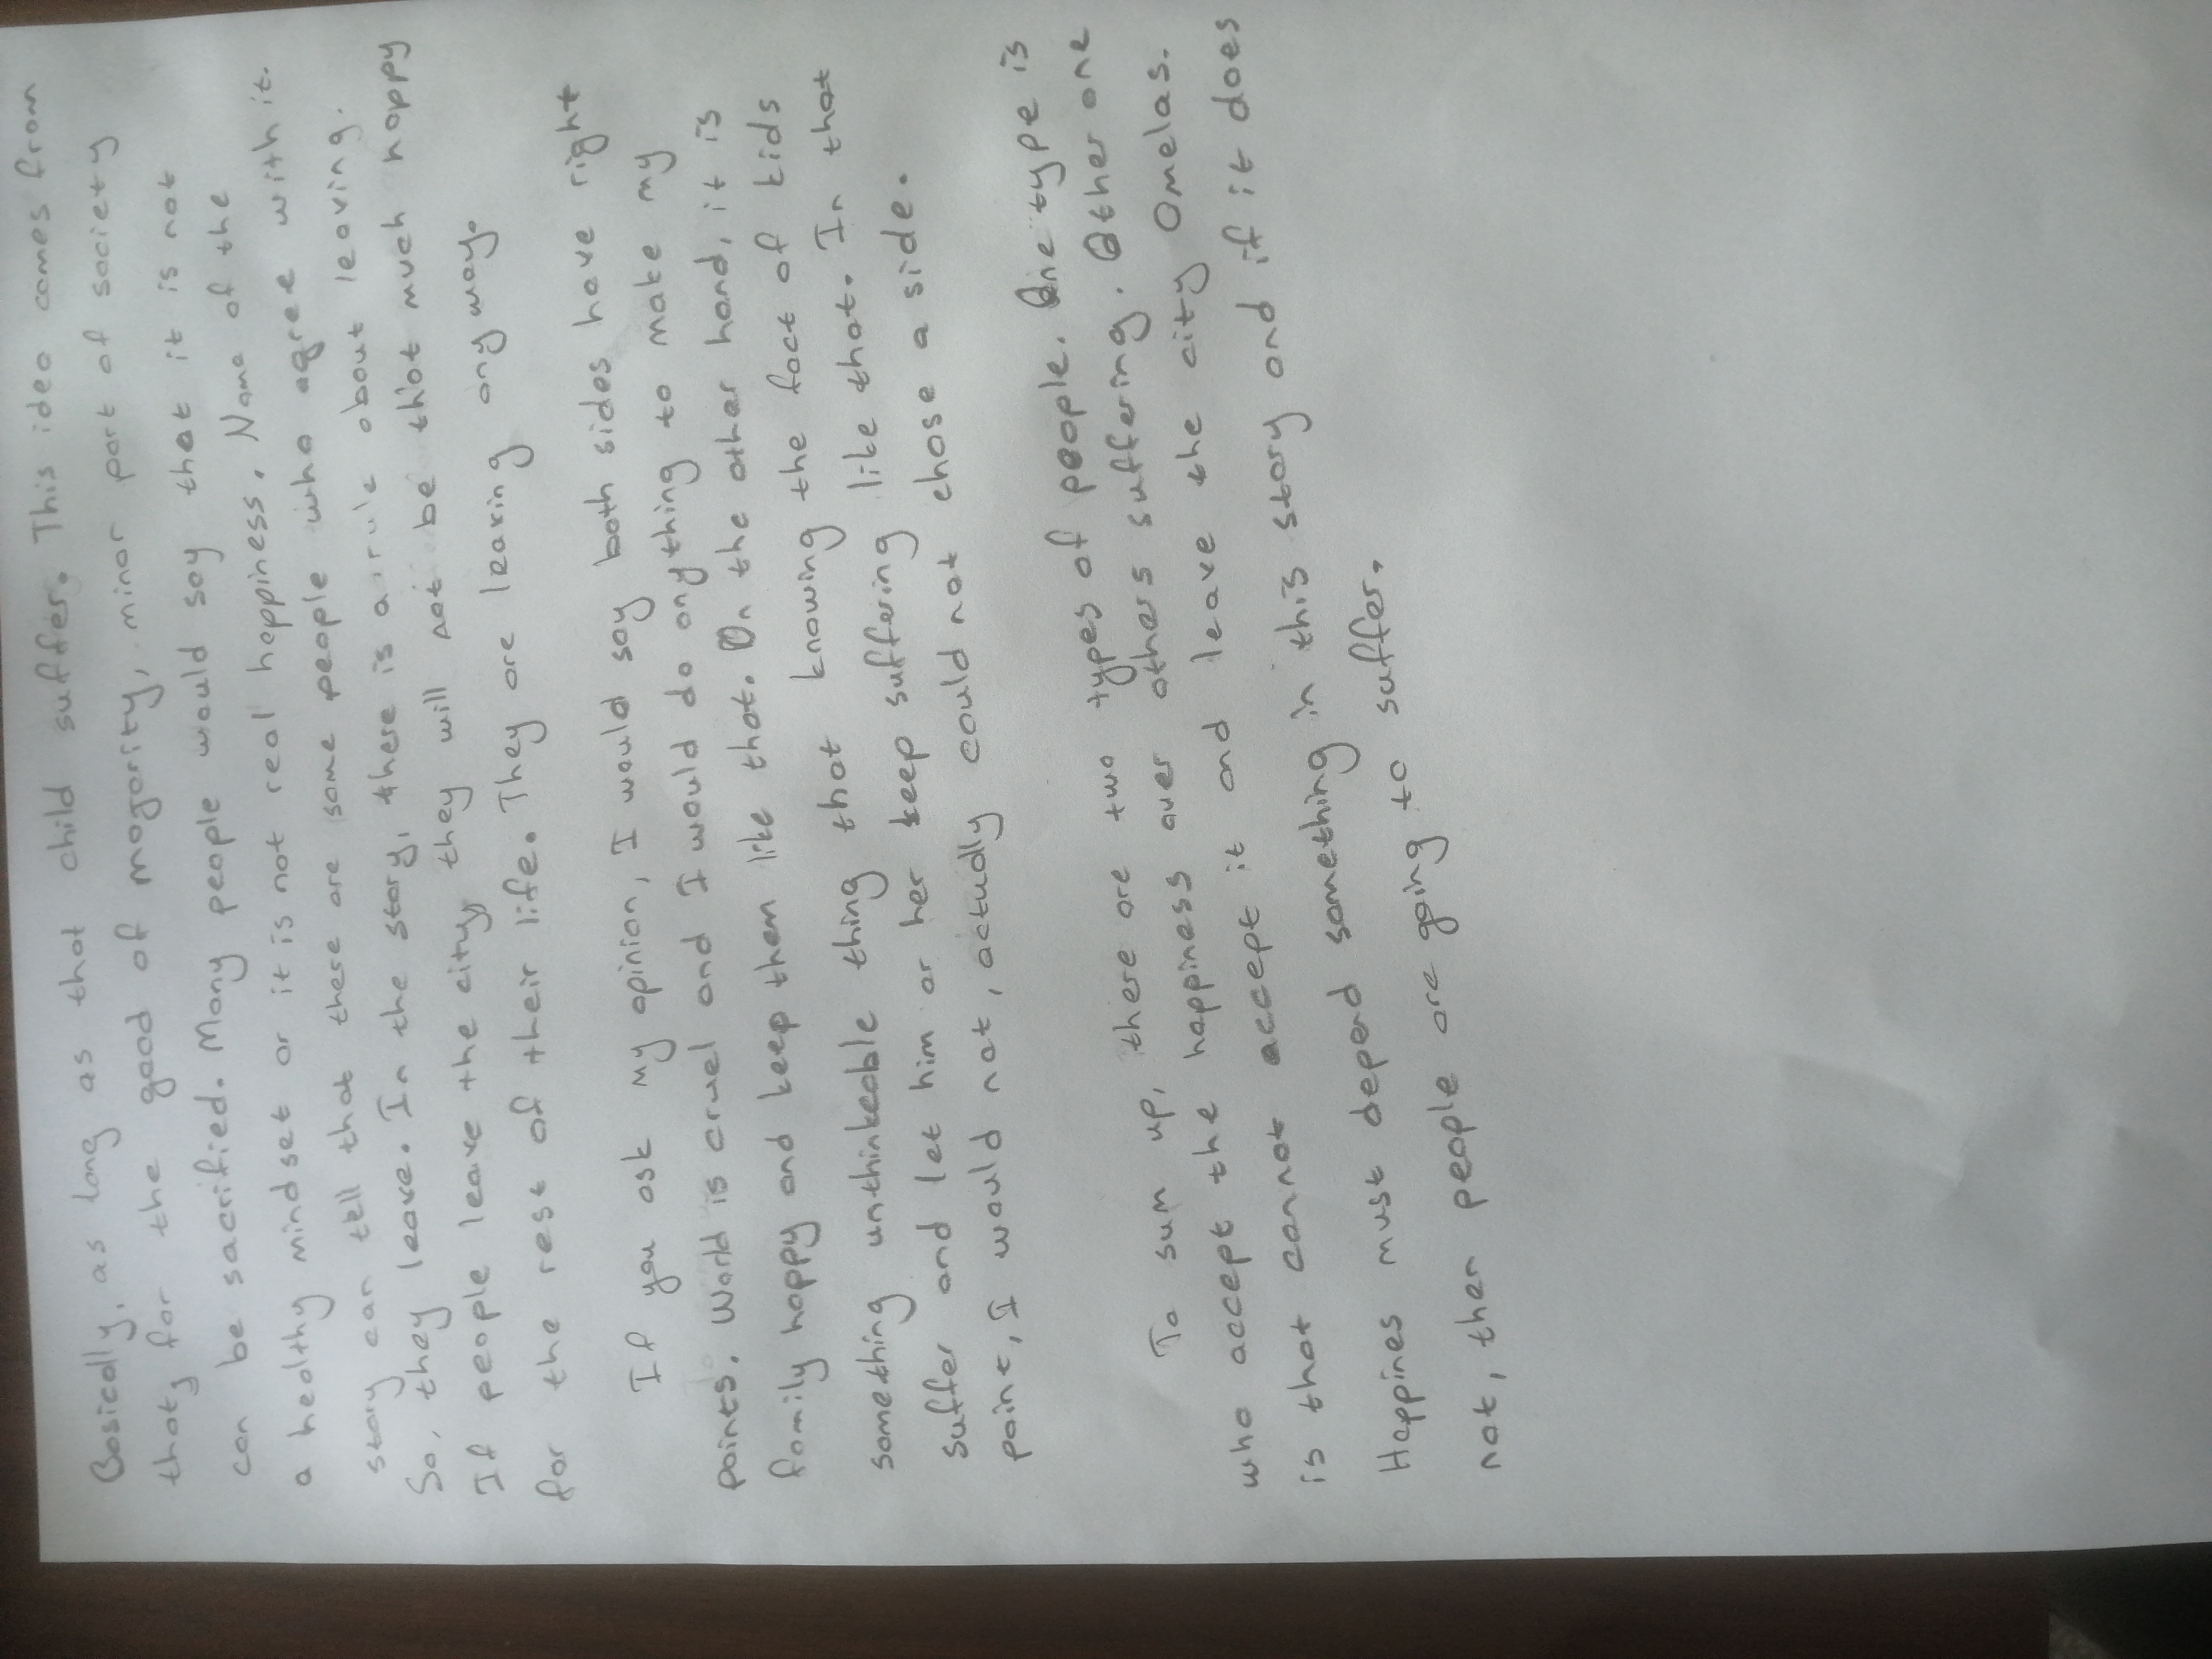 Basically, as long as that child suffer. This idea comes from
that, for the good of majority, minor part of society
can be sacrified. Many people would say that it is not
a healthy mindset or it is not real happiness. None of the
story can tell that there are some people who agree with it.
So, they leave. In the story, there is a rule about leaving.
If people leave the city, they will not be that much happy
for the rest of their life. They are leaving any way.
If you ask my opinion, I would say both sides have right
points. World is cruel and I would do anything to make my
family happy and keep them like that. On the other hand, it is
something unthinkeable thing that knowing the fact of kids
suffer and let him or her keep suffering like that. In that
point, I would not, actually could not chose a side.
To sum up, there are two types of people. One type is
who accept the happiness over others suffering. Other one
is that cannot accept it and leave the city Omelas.
Happines must depend something in this story and if it does
not, then people are going to suffer.